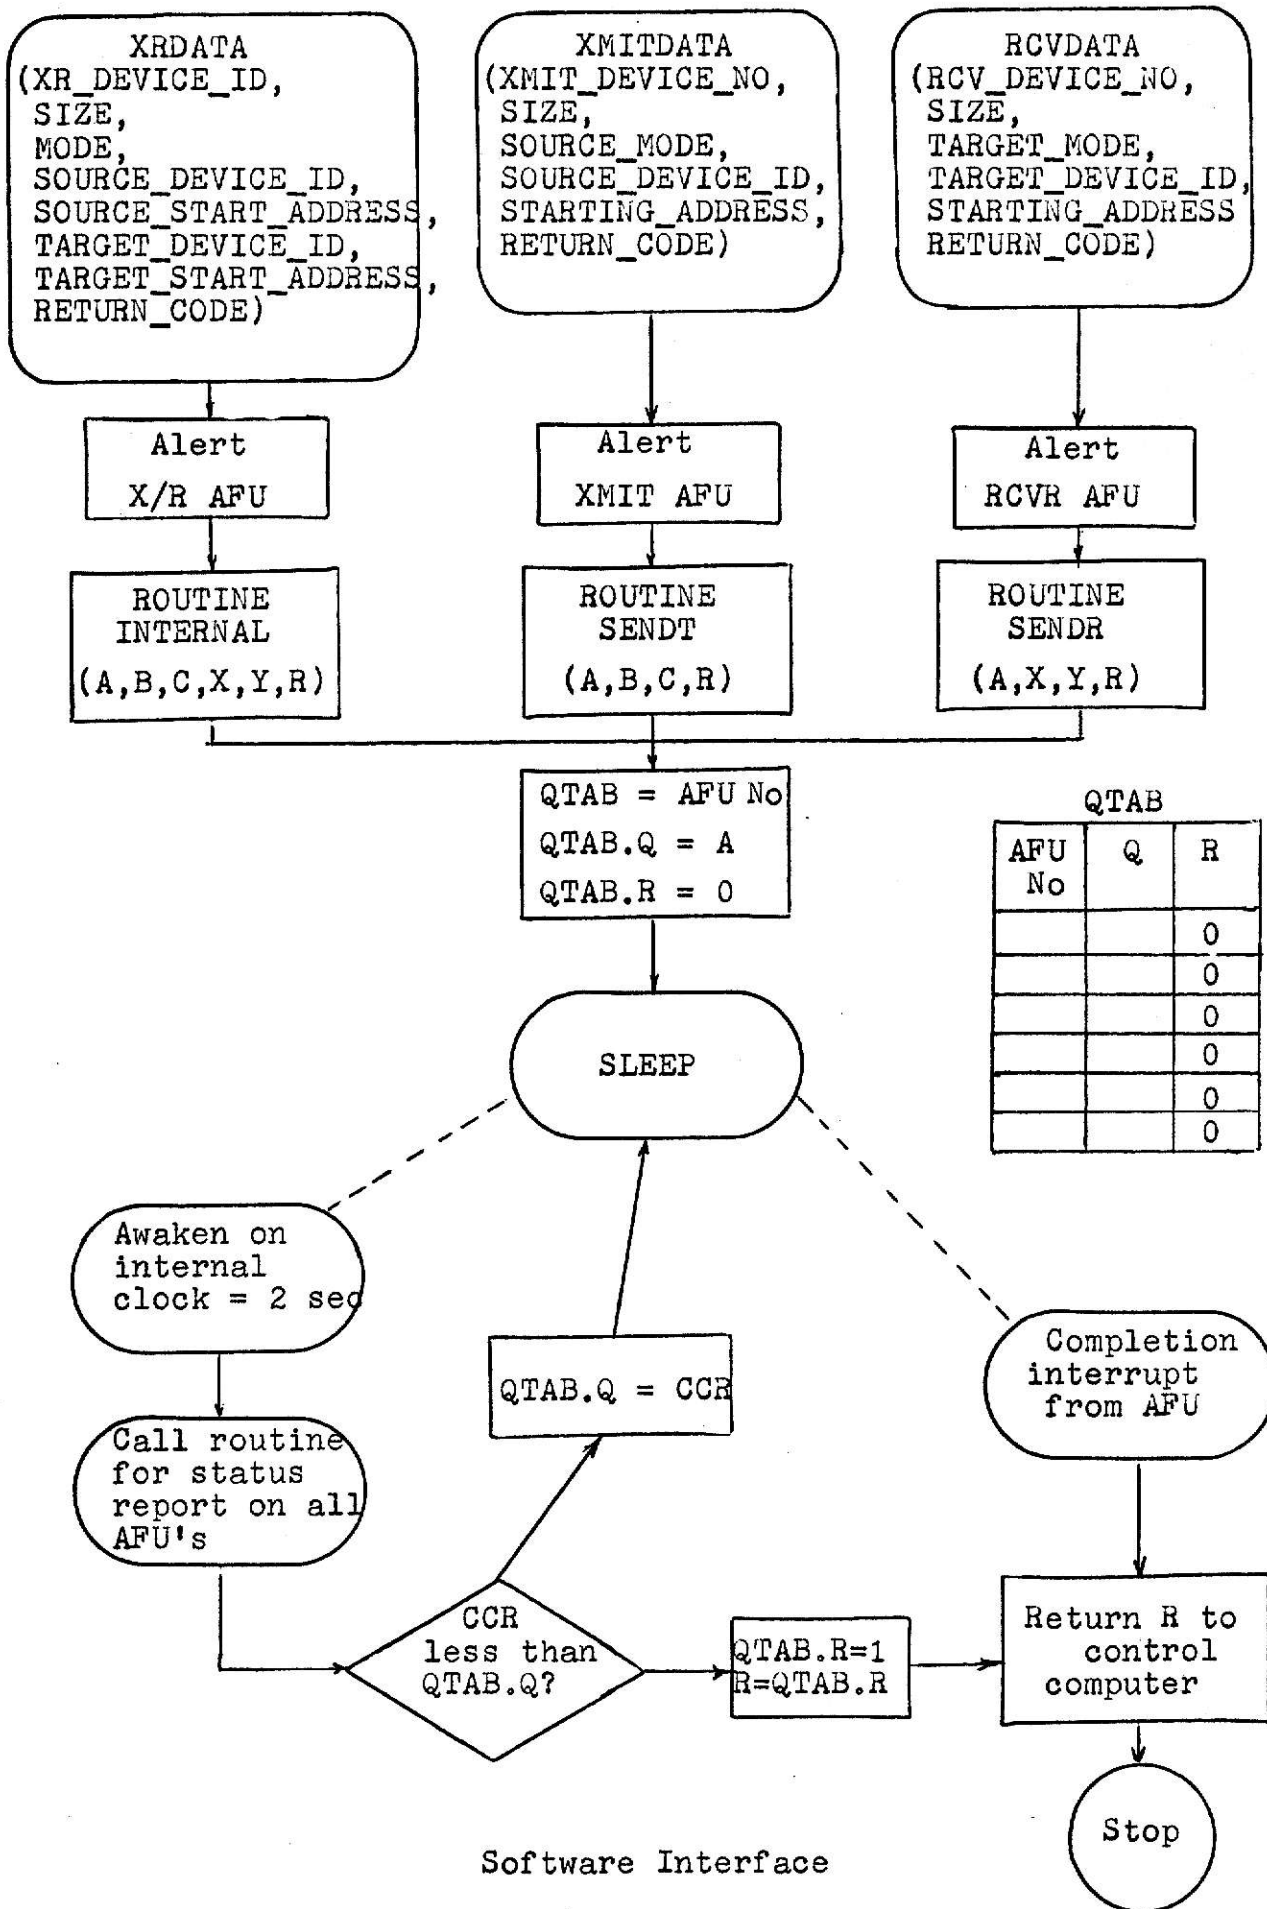 XRDATA
(XR_DEVICE_ID,
SIZE,
MODE,
SOURCE_DEVICE_ID,
SOURCE_START_ADDRESS,
TARGET_DEVICE_ID,
TARGET_START_ADDRESS,
RETURN_CODE)
XMITDATA
(XMIT_DEVICE_NO,
SIZE,
SOURCE_MODE,
SOURCE_DEVICE_ID,
STARTING_ADDRESS,
RETURN_CODE)
RCVDATA
(RCV_DEVICE_NO,
SIZE,
TARGET_MODE,
TARGET_DEVICE_ID,
STARTING_ADDRESS
RETURN_CODE)
Alert
X/R AFU
Alert
XMIT AFU
Alert
RCVR AFU
ROUTINE
INTERNAL
(A,B,C,X,Y,R)
ROUTINE
SENDT
(A,B,C,R)
ROUTINE
SENDR
(A,X,Y,R)
QTAB = AFU No
QTAB.Q = A
QTAB.R = 0
QTAB
AFU No Q R
0
0
0
0
0
0
SLEEP
Awaken on
internal
clock = 2 sec
Call routine
for status
report on all
AFU's
QTAB.Q = CCR
Completion
interrupt
from AFU
CCR
less than
QTAB.Q?
QTAB.R=1
R=QTAB.R
Return R to
control
computer
Stop
Software Interface